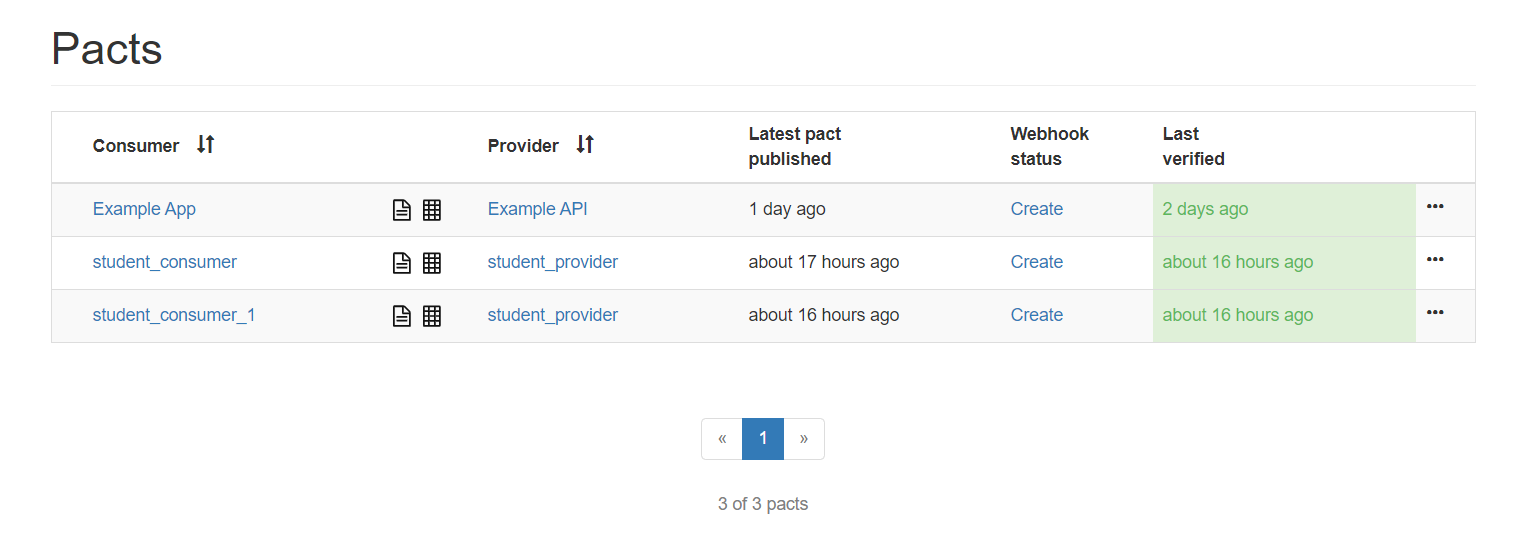 Pacts
Consumer Provider Latest pact published Webhook status Last verified
Example App Example API 1 day ago Create 2 days ago ...
student_consumer student_provider about 17 hours ago Create about 16 hours ago ...
student_consumer_1 student_provider about 16 hours ago Create about 16 hours ago ...
« 1 »
3 of 3 pacts